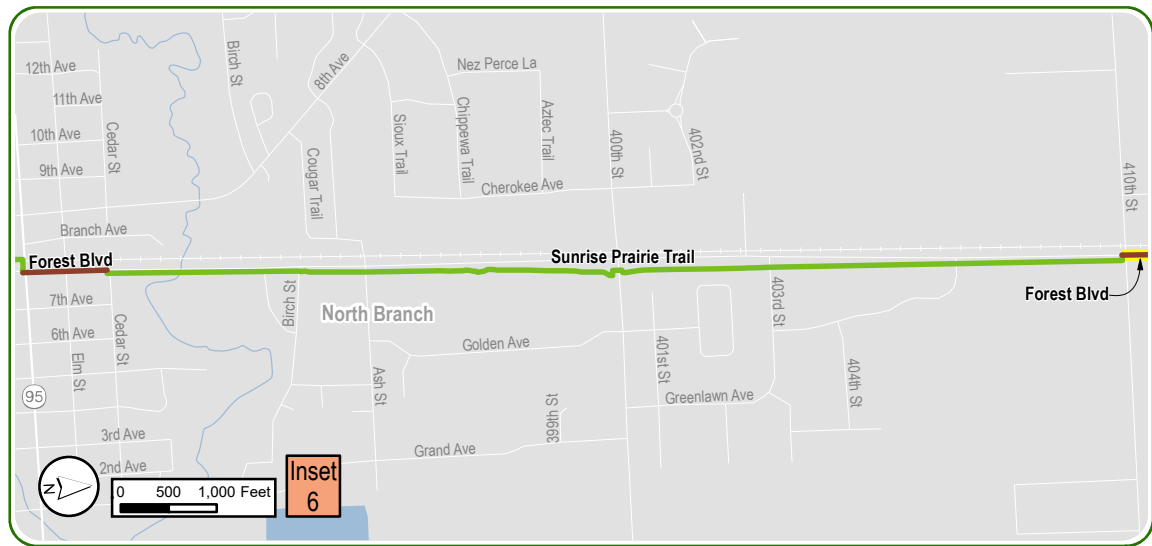 12th Ave
11th Ave
10th Ave
9th Ave
Cedar St
Birch St
8th Ave
Nez Perce La
Sioux Trail
Chippewa Trail
Aztec Trail
Cougar Trail
Cherokee Ave
400th St
402nd St
410th St
Branch Ave
Forest Blvd
Sunrise Prairie Trail
Forest Blvd
7th Ave
6th Ave
Elm St
Cedar St
Birch St
North Branch
Golden Ave
Ash St
403rd St
401st St
404th St
Greenlawn Ave
399th St
95
3rd Ave
2nd Ave
Grand Ave
N
0 500 1,000 Feet
Inset
6